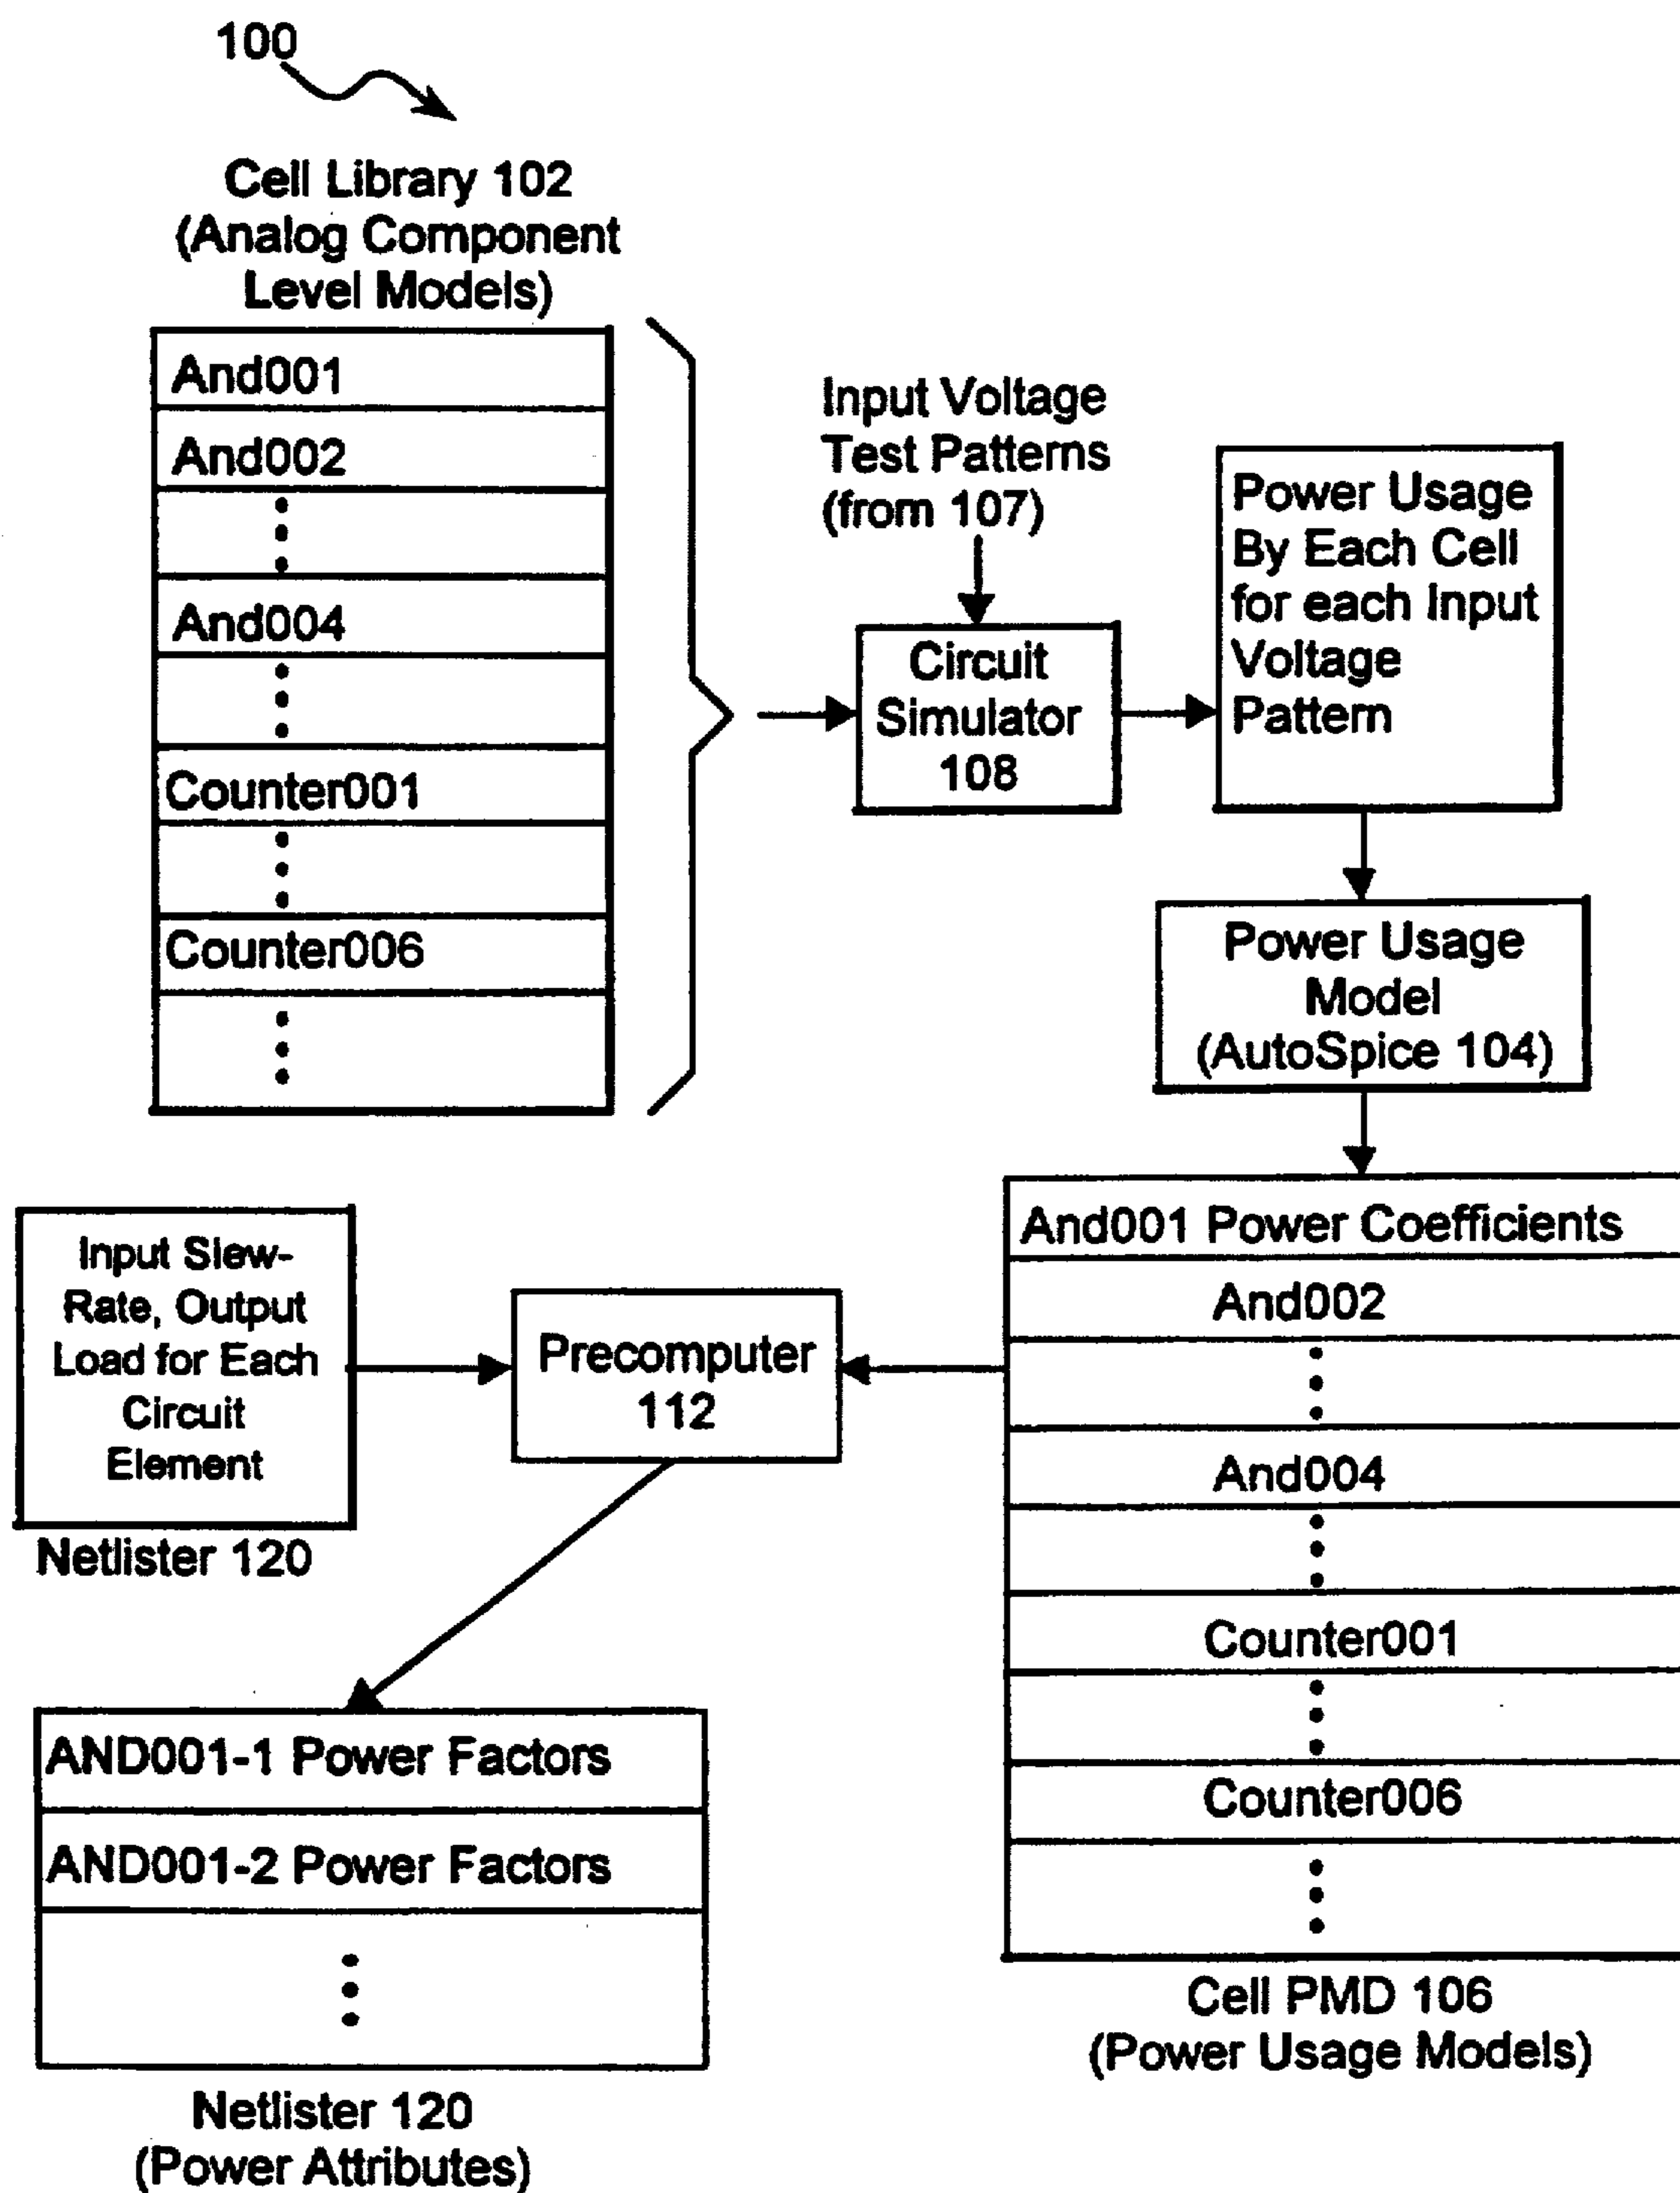 100
Cell Library 102
(Analog Component
Level Models)
And001
And002
And004
Counter001
Counter006
Input Voltage
Test Patterns
(from 107)
Circuit
Simulator
108
Power Usage
By Each Cell
for each Input
Voltage
Pattern
Power Usage
Model
(AutoSpice 104)
And001 Power Coefficients
And002
And004
Counter001
Counter006
Cell PMD 106
(Power Usage Models)
Input Slew-
Rate, Output
Load for Each
Circuit
Element
Netlister 120
Precomputer
112
AND001-1 Power Factors
AND001-2 Power Factors
Netlister 120
(Power Attributes)